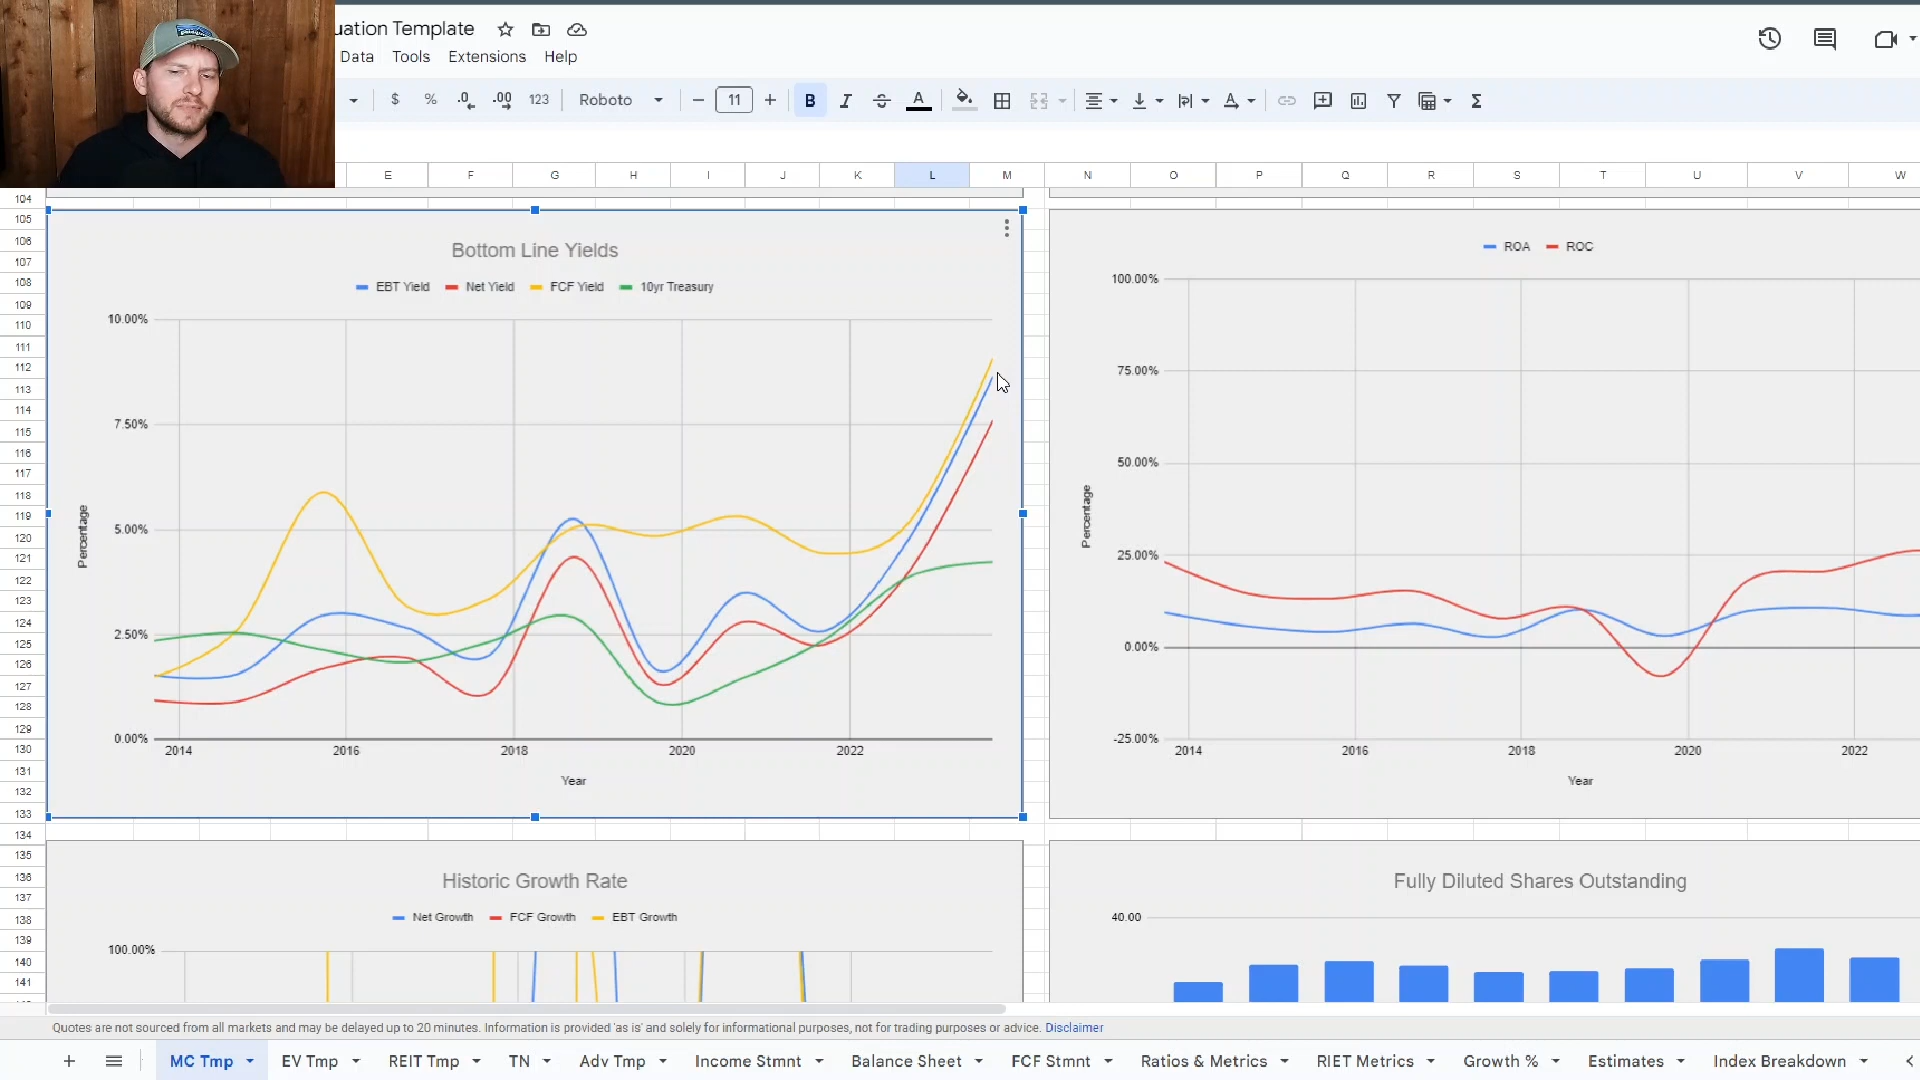 uation Template
Data Tools Extensions Help
$ % .0 .00 123 Roboto 11 B I S A Σ
E F G H I J K L M N O P Q R S T U V W
104
105
106
107
108
109
110
111
112
113
114
115
116
117
118
119
120
121
122
123
124
125
126
127
128
129
130
131
132
133
134
135
136
137
138
139
140
141
Bottom Line Yields
EBT Yield Net Yield FCF Yield 10yr Treasury
10.00%
7.50%
5.00%
2.50%
0.00%
Percentage
2014 2016 2018 2020 2022
Year
ROA ROC
100.00%
75.00%
50.00%
25.00%
0.00%
-25.00%
Percentage
2014 2016 2018 2020 2022
Year
Historic Growth Rate
Net Growth FCF Growth EBT Growth
100.00%
Fully Diluted Shares Outstanding
40.00
Quotes are not sourced from all markets and may be delayed up to 20 minutes. Information is provided 'as is' and solely for informational purposes, not for trading purposes or advice. Disclaimer
MC Tmp EV Tmp REIT Tmp TN Adv Tmp Income Stmnt Balance Sheet FCF Stmnt Ratios & Metrics RIET Metrics Growth % Estimates Index Breakdown